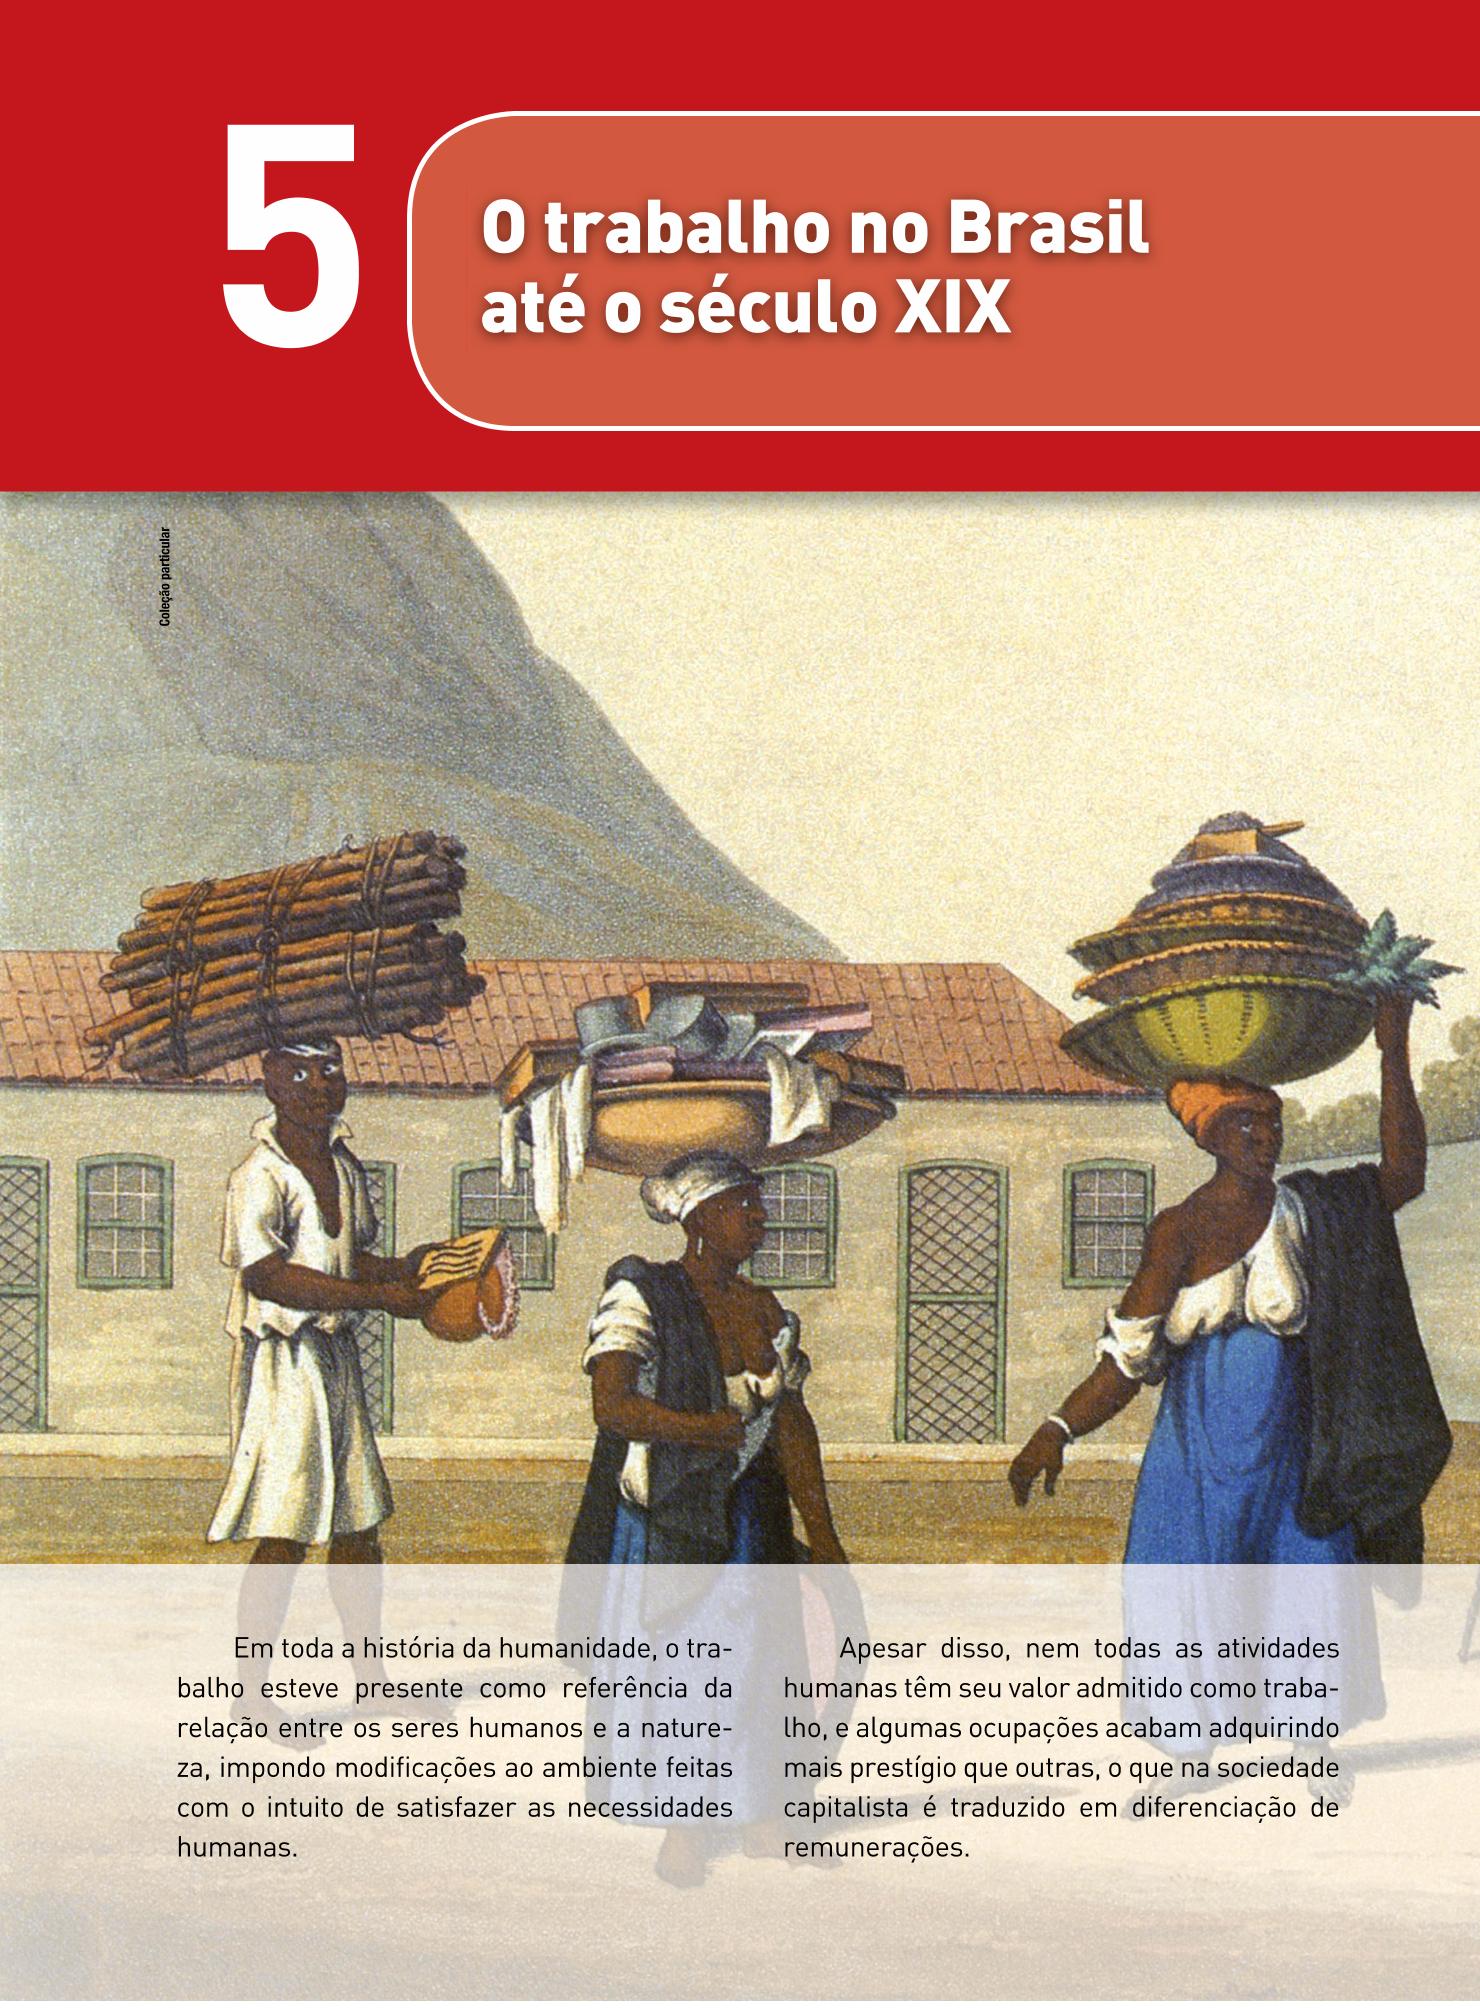 5
O trabalho no Brasil
até o século XIX
Coleção particular
Em toda a história da humanidade, o tra-
balho esteve presente como referência da
relação entre os seres humanos e a nature-
za, impondo modificações ao ambiente feitas
com o intuito de satisfazer as necessidades
humanas.
Apesar disso, nem todas as atividades
humanas têm seu valor admitido como traba-
lho, e algumas ocupações acabam adquirindo
mais prestígio que outras, o que na sociedade
capitalista é traduzido em diferenciação de
remunerações.